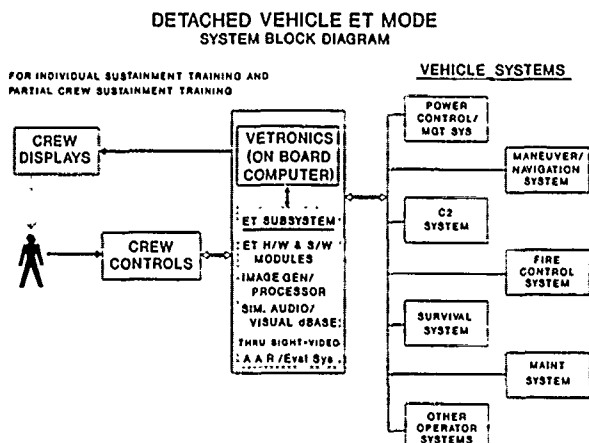 DETACHED VEHICLE ET MODE
SYSTEM BLOCK DIAGRAM
FOR INDIVIDUAL SUSTAINMENT TRAINING AND
PARTIAL CREW SUSTAINMENT TRAINING
VEHICLE SYSTEMS
CREW
DISPLAYS
CREW
CONTROLS
VETRONICS
(ON BOARD
COMPUTER)
ET SUBSYSTEM
ET H/W & S/W
MODULES
IMAGE GEN/
PROCESSOR
SIM. AUDIO/
VISUAL dBASE
THRU SIGHT-VIDEO
A A R /Eval Sys
POWER
CONTROL/
MGT SYS
MANEUVER/
NAVIGATION
SYSTEM
C2
SYSTEM
FIRE
CONTROL
SYSTEM
SURVIVAL
SYSTEM
MAINT
SYSTEM
OTHER
OPERATOR
SYSTEMS